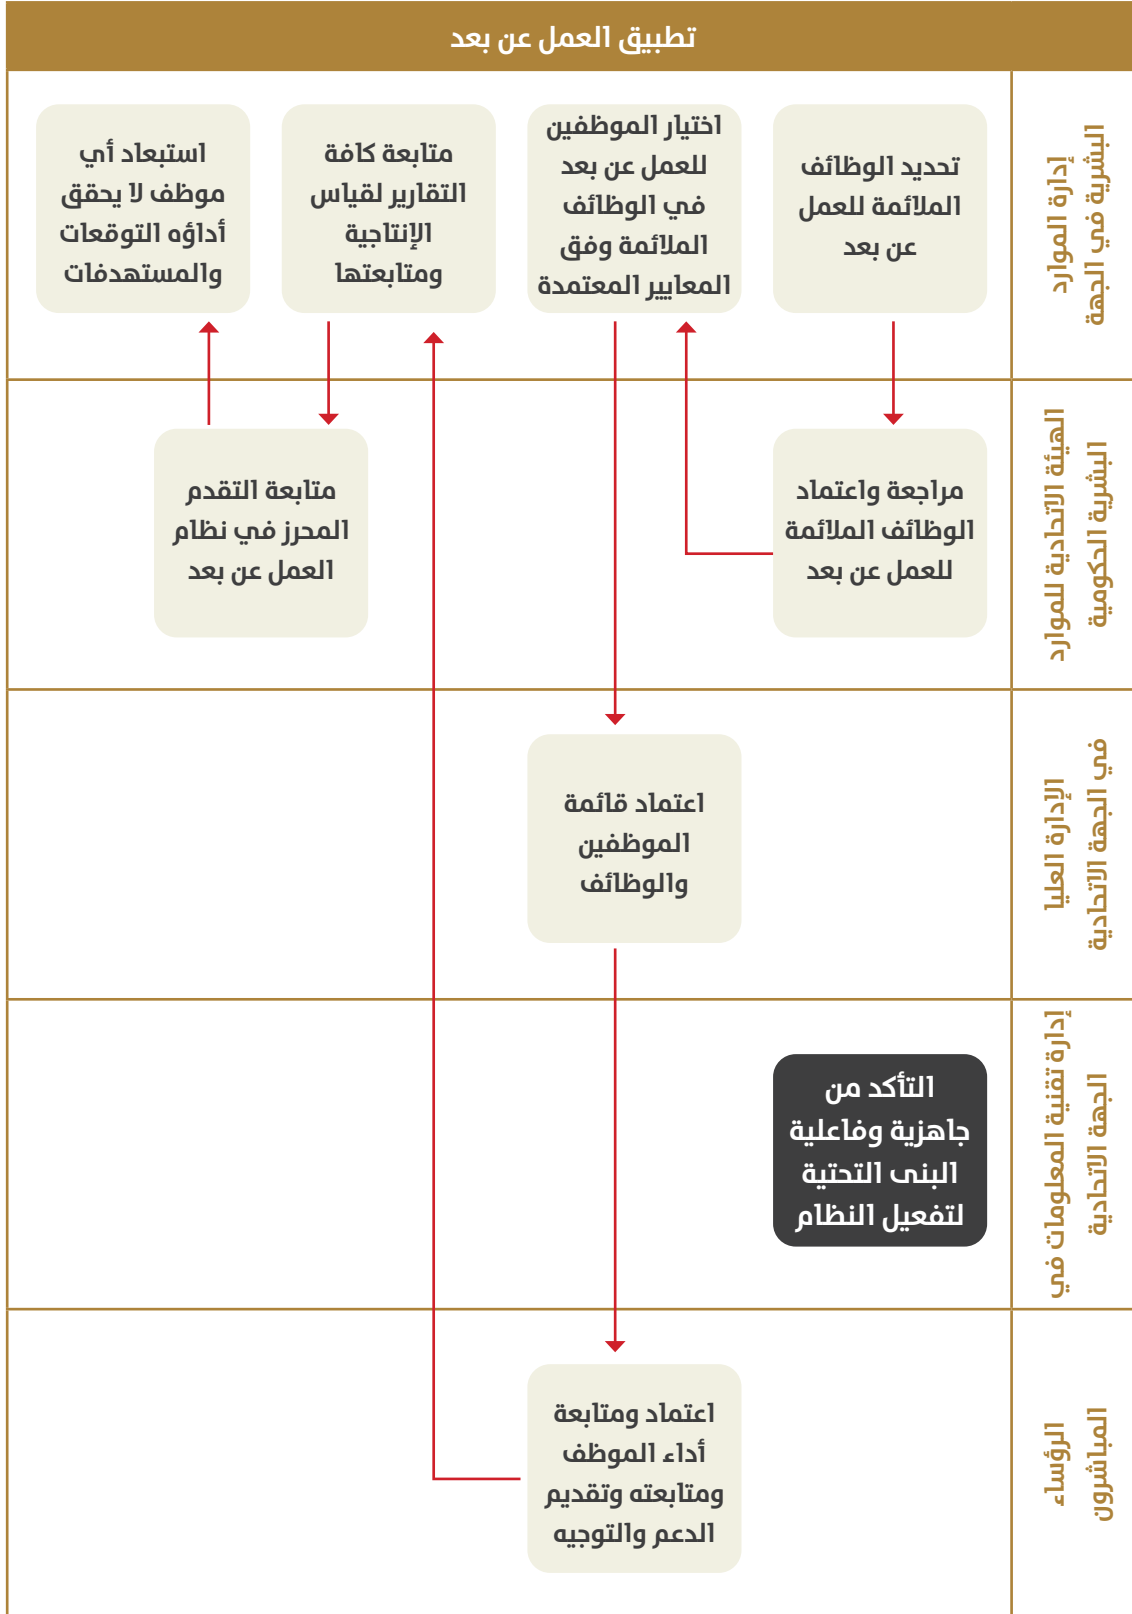 تطبيق العمل عن بعد
إدارة الموارد
البشرية في الجهة
تحديد الوظائف
الملائمة للعمل
عن بعد
اختيار الموظفين
للعمل عن بعد
في الوظائف
الملائمة وفق
المعايير المعتمدة
متابعة كافة
التقارير لقياس
الإنتاجية
ومتابعتها
استبعاد أي
موظف لا يحقق
أداؤه التوقعات
والمستهدفات
الهيئة الاتحادية للموارد
البشرية الحكومية
مراجعة واعتماد
الوظائف الملائمة
للعمل عن بعد
متابعة التقدم
المحرز في نظام
العمل عن بعد
الإدارة العليا
في الجهة الاتحادية
اعتماد قائمة
الموظفين
والوظائف
إدارة تقنية المعلومات في
الجهة الاتحادية
التأكد من
جاهزية وفاعلية
البنى التحتية
لتفعيل النظام
الرؤساء
المباشرون
اعتماد ومتابعة
أداء الموظف
ومتابعته وتقديم
الدعم والتوجيه